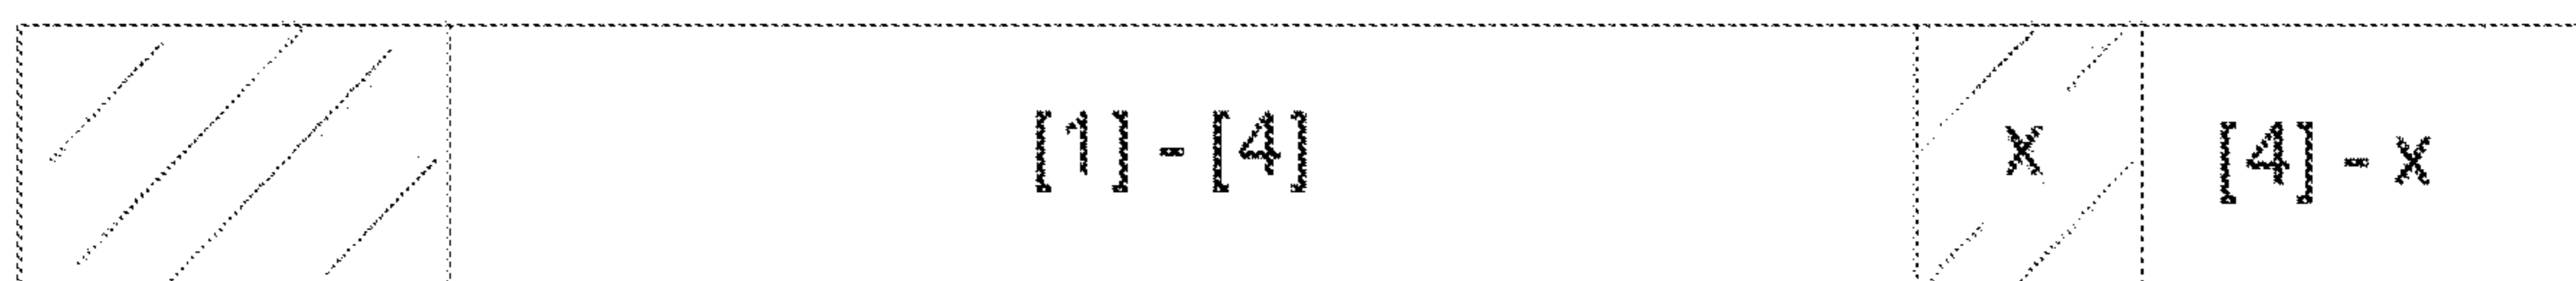 [1] - [4] x [4] - x